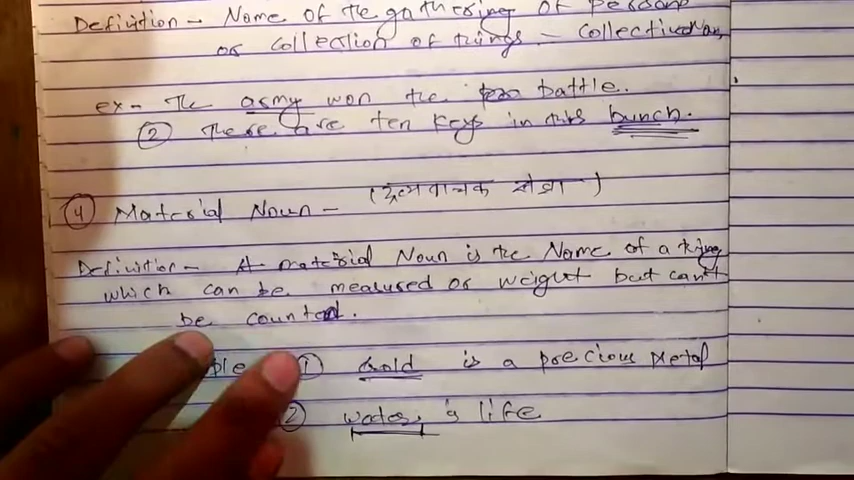 Definition - Name of the gathering of persons
or collection of things - Collective Noun
ex- The army won the battle.
② There are ten keys in this bunch.
④ Material Noun - (द्रव्यवाचक संज्ञा)
Definition - A material Noun is the Name of a thing
which can be measured or weight but can't
be counted.
ple ① Gold is a precious Metal
② water is life